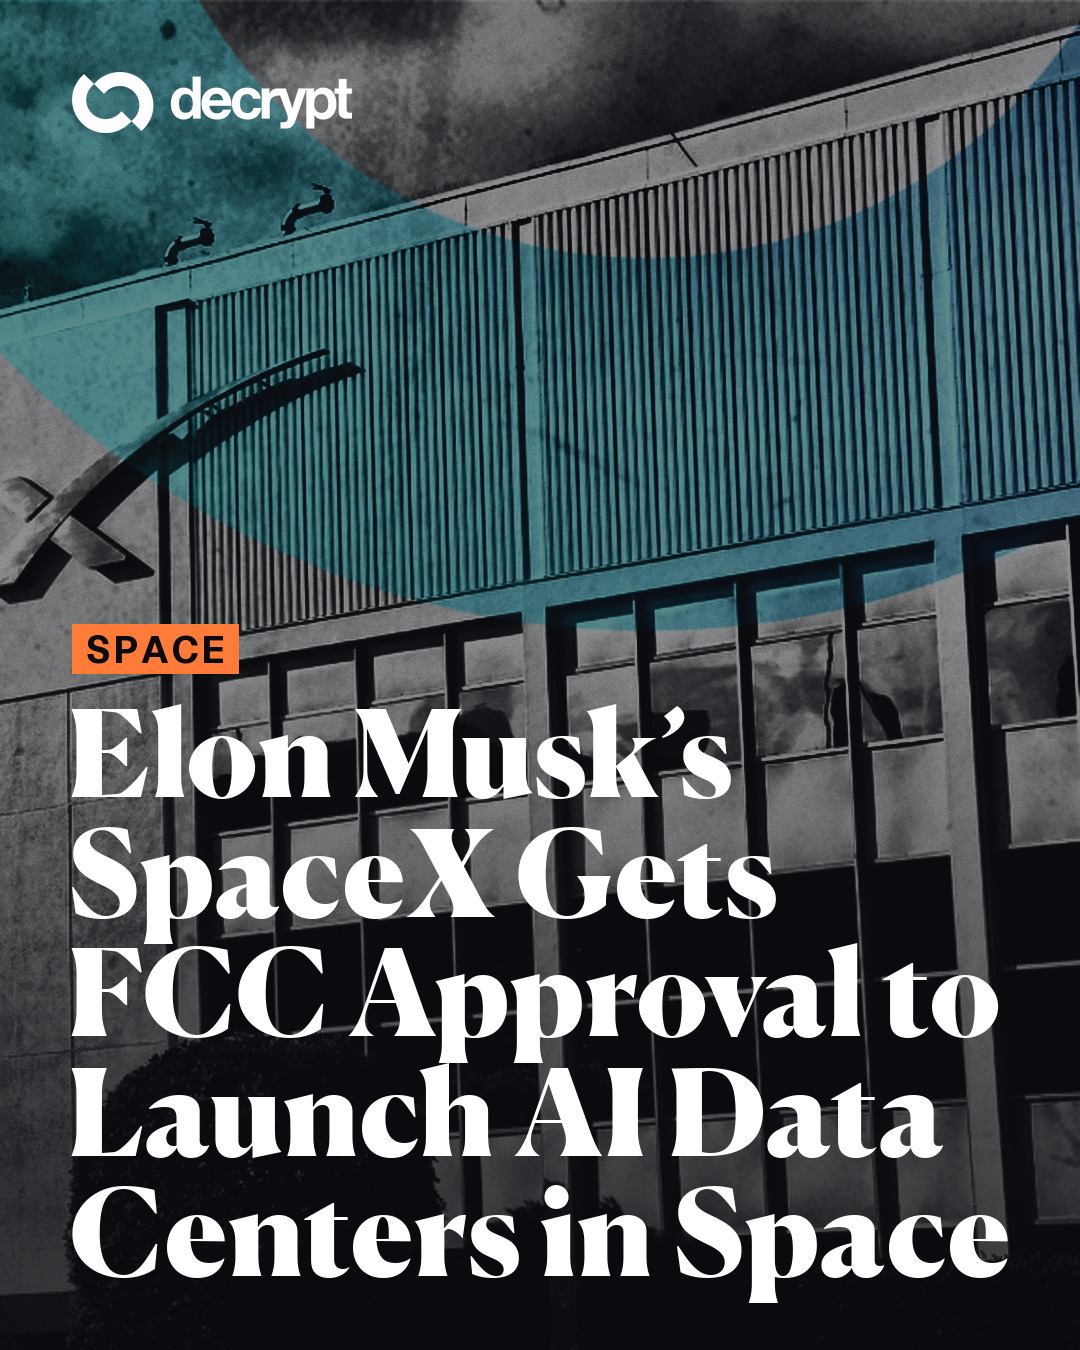 decrypt
SPACE
Elon Musk’s
SpaceX Gets
FCC Approval to
Launch AI Data
Centers in Space